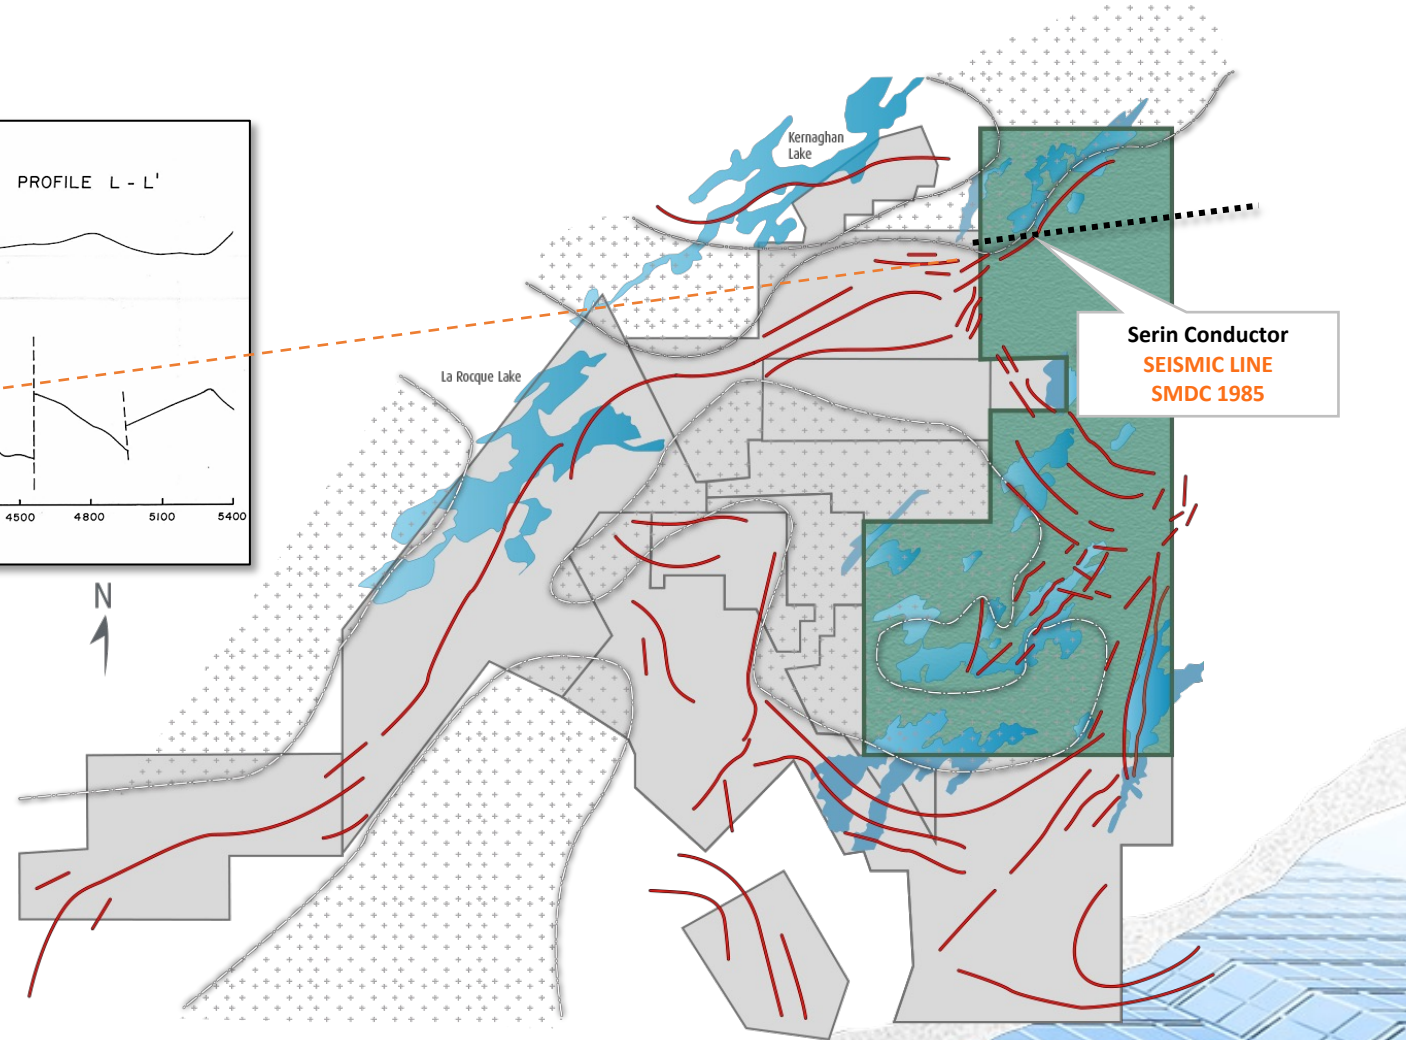 PROFILE L - L'
4500 4800 5100 5400
N
Kernaghan
Lake
La Rocque Lake
Serin Conductor
SEISMIC LINE
SMDC 1985